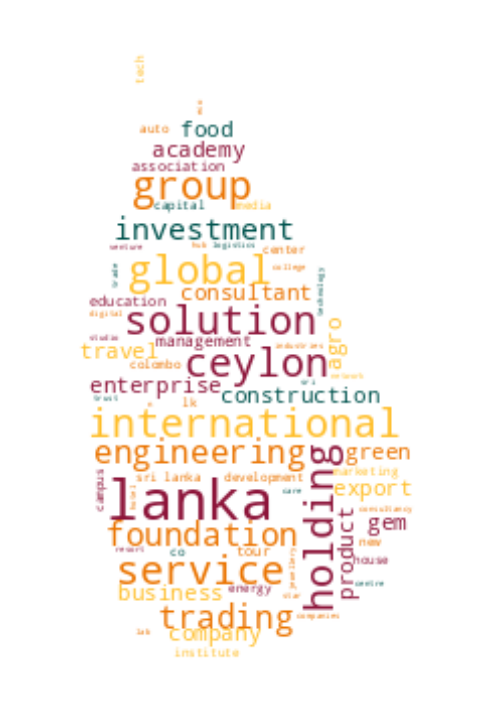 tech
auto
food
academy
association
group
capital
media
investment
venture
hub
logistics
center
global
college
trade
technology
consultant
education
digital
solution
studio
management
industries
agro
travel
ceylon
colombo
network
enterprise
sri
construction
trust
lk
international
engineering
green
holding
campus
sri lanka
development
marketing
hotel
lanka
care
export
consultancy
product
gem
foundation
new
resort
co
tour
house
jewellery
service
centre
business
energy
star
trading
companies
lab
company
institute